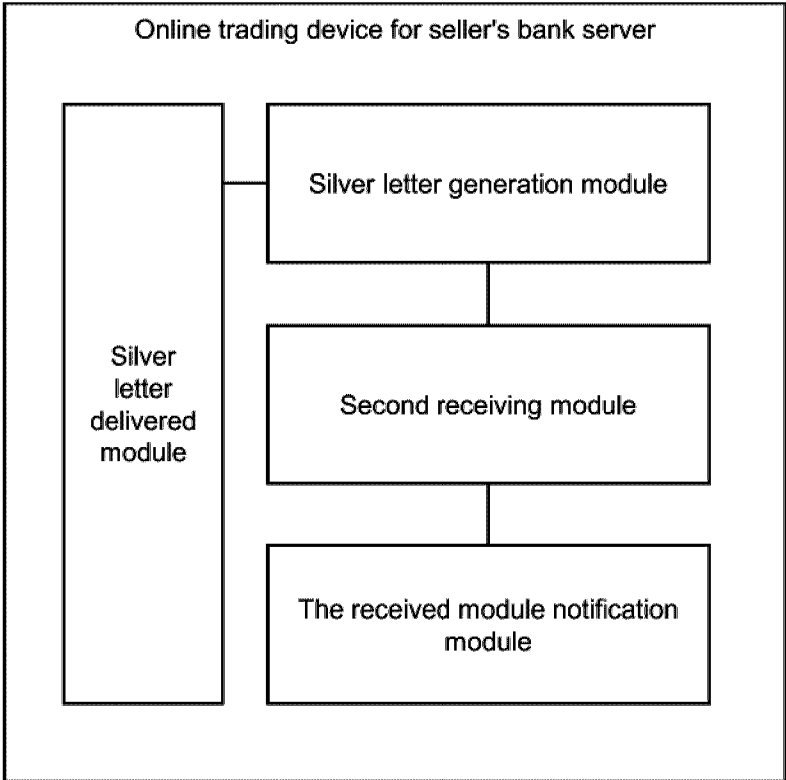 Online trading device for seller's bank server
Silver letter generation module
Silver
letter
delivered
module
Second receiving module
The received module notification
module